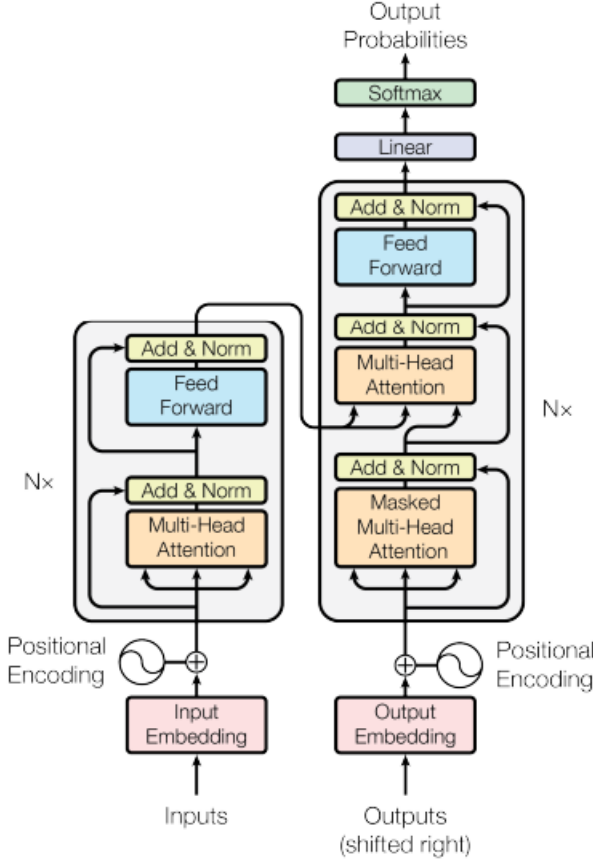 Output
Probabilities
Softmax
Linear
Add & Norm
Feed
Forward
Add & Norm
Multi-Head
Attention
Add & Norm
Masked
Multi-Head
Attention
N×
Add & Norm
Feed
Forward
Add & Norm
Multi-Head
Attention
N×
Positional
Encoding
Positional
Encoding
Input
Embedding
Output
Embedding
Inputs
Outputs
(shifted right)